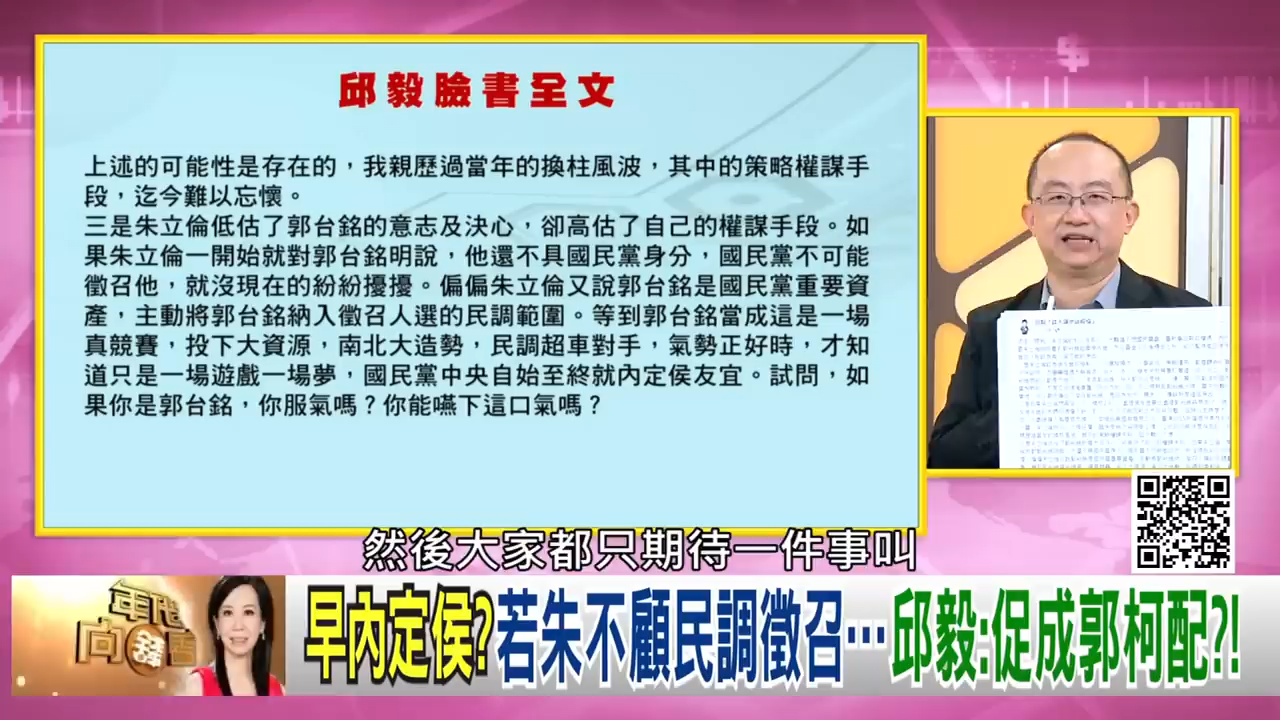 邱毅臉書全文
上述的可能性是存在的，我親歷過當年的換柱風波，其中的策略權謀手
段，迄今難以忘懷。
三是朱立倫低估了郭台銘的意志及決心，卻高估了自己的權謀手段。如
果朱立倫一開始就對郭台銘明說，他還不具國民黨身分，國民黨不可能
徵召他，就沒現在的紛紛擾擾。偏偏朱立倫又說郭台銘是國民黨重要資
產，主動將郭台銘納入徵召人選的民調範圍。等到郭台銘當成這是一場
真競賽，投下大資源，南北大造勢，民調超車對手，氣勢正好時，才知
道只是一場遊戲一場夢，國民黨中央自始至終就內定侯友宜。試問，如
果你是郭台銘，你服氣嗎？你能嚥下這口氣嗎？
然後大家都只期待一件事叫
年代
向錢看
早內定侯?若朱不顧民調徵召…邱毅:促成郭柯配?!